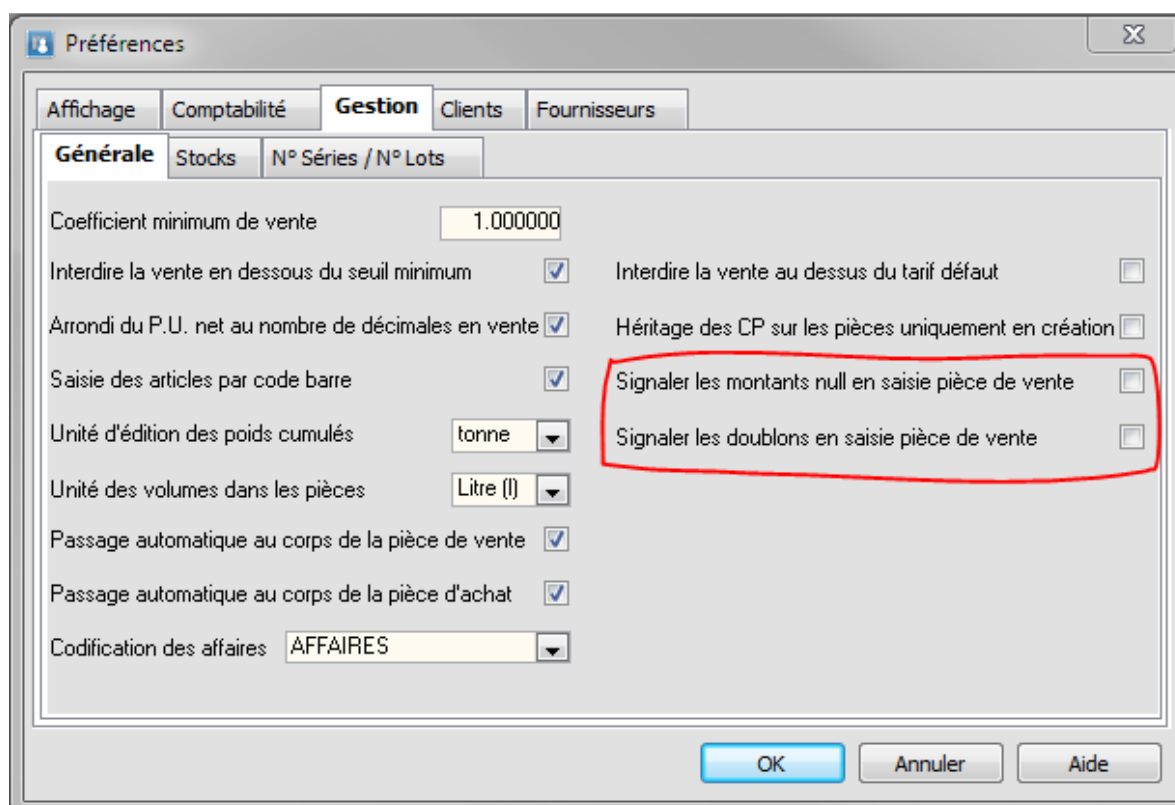 Préférences
Affichage Comptabilité Gestion Clients Fournisseurs
Générale Stocks N° Séries / N° Lots
Coefficient minimum de vente 1.000000
Interdire la vente en dessous du seuil minimum Interdire la vente au dessus du tarif défaut
Arrondi du P.U. net au nombre de décimales en vente Héritage des CP sur les pièces uniquement en création
Saisie des articles par code barre Signaler les montants null en saisie pièce de vente
Unité d'édition des poids cumulés tonne Signaler les doublons en saisie pièce de vente
Unité des volumes dans les pièces Litre (l)
Passage automatique au corps de la pièce de vente
Passage automatique au corps de la pièce d'achat
Codification des affaires AFFAIRES
OK Annuler Aide